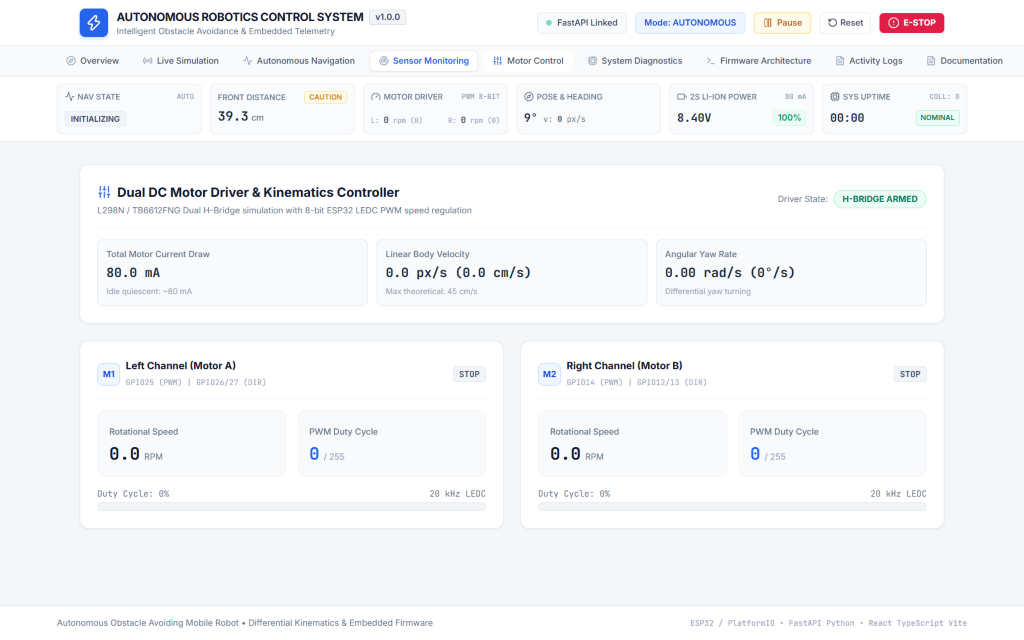 AUTONOMOUS ROBOTICS CONTROL SYSTEM v1.0.0
Intelligent Obstacle Avoidance & Embedded Telemetry
FastAPI Linked
Mode: AUTONOMOUS
Pause
Reset
E-STOP
Overview
Live Simulation
Autonomous Navigation
Sensor Monitoring
Motor Control
System Diagnostics
Firmware Architecture
Activity Logs
Documentation
NAV STATE AUTO
INITIALIZING
FRONT DISTANCE CAUTION
39.3 cm
MOTOR DRIVER PWM 8-BIT
L: 0 rpm (0) R: 0 rpm (0)
POSE & HEADING
9° v: 0 px/s
2S LI-ION POWER 80 mA
8.40V 100%
SYS UPTIME COLL: 0
00:00 NOMINAL
Dual DC Motor Driver & Kinematics Controller
L298N / TB6612FNG Dual H-Bridge simulation with 8-bit ESP32 LEDC PWM speed regulation
Driver State: H-BRIDGE ARMED
Total Motor Current Draw
80.0 mA
Idle quiescent: ~80 mA
Linear Body Velocity
0.0 px/s (0.0 cm/s)
Max theoretical: 45 cm/s
Angular Yaw Rate
0.00 rad/s (0°/s)
Differential yaw turning
M1
Left Channel (Motor A)
GPIO25 (PWM) | GPIO26/27 (DIR)
STOP
Rotational Speed
0.0 RPM
PWM Duty Cycle
0 / 255
Duty Cycle: 0% 20 kHz LEDC
M2
Right Channel (Motor B)
GPIO14 (PWM) | GPIO12/13 (DIR)
STOP
Rotational Speed
0.0 RPM
PWM Duty Cycle
0 / 255
Duty Cycle: 0% 20 kHz LEDC
Autonomous Obstacle Avoiding Mobile Robot • Differential Kinematics & Embedded Firmware
ESP32 / PlatformIO • FastAPI Python • React TypeScript Vite